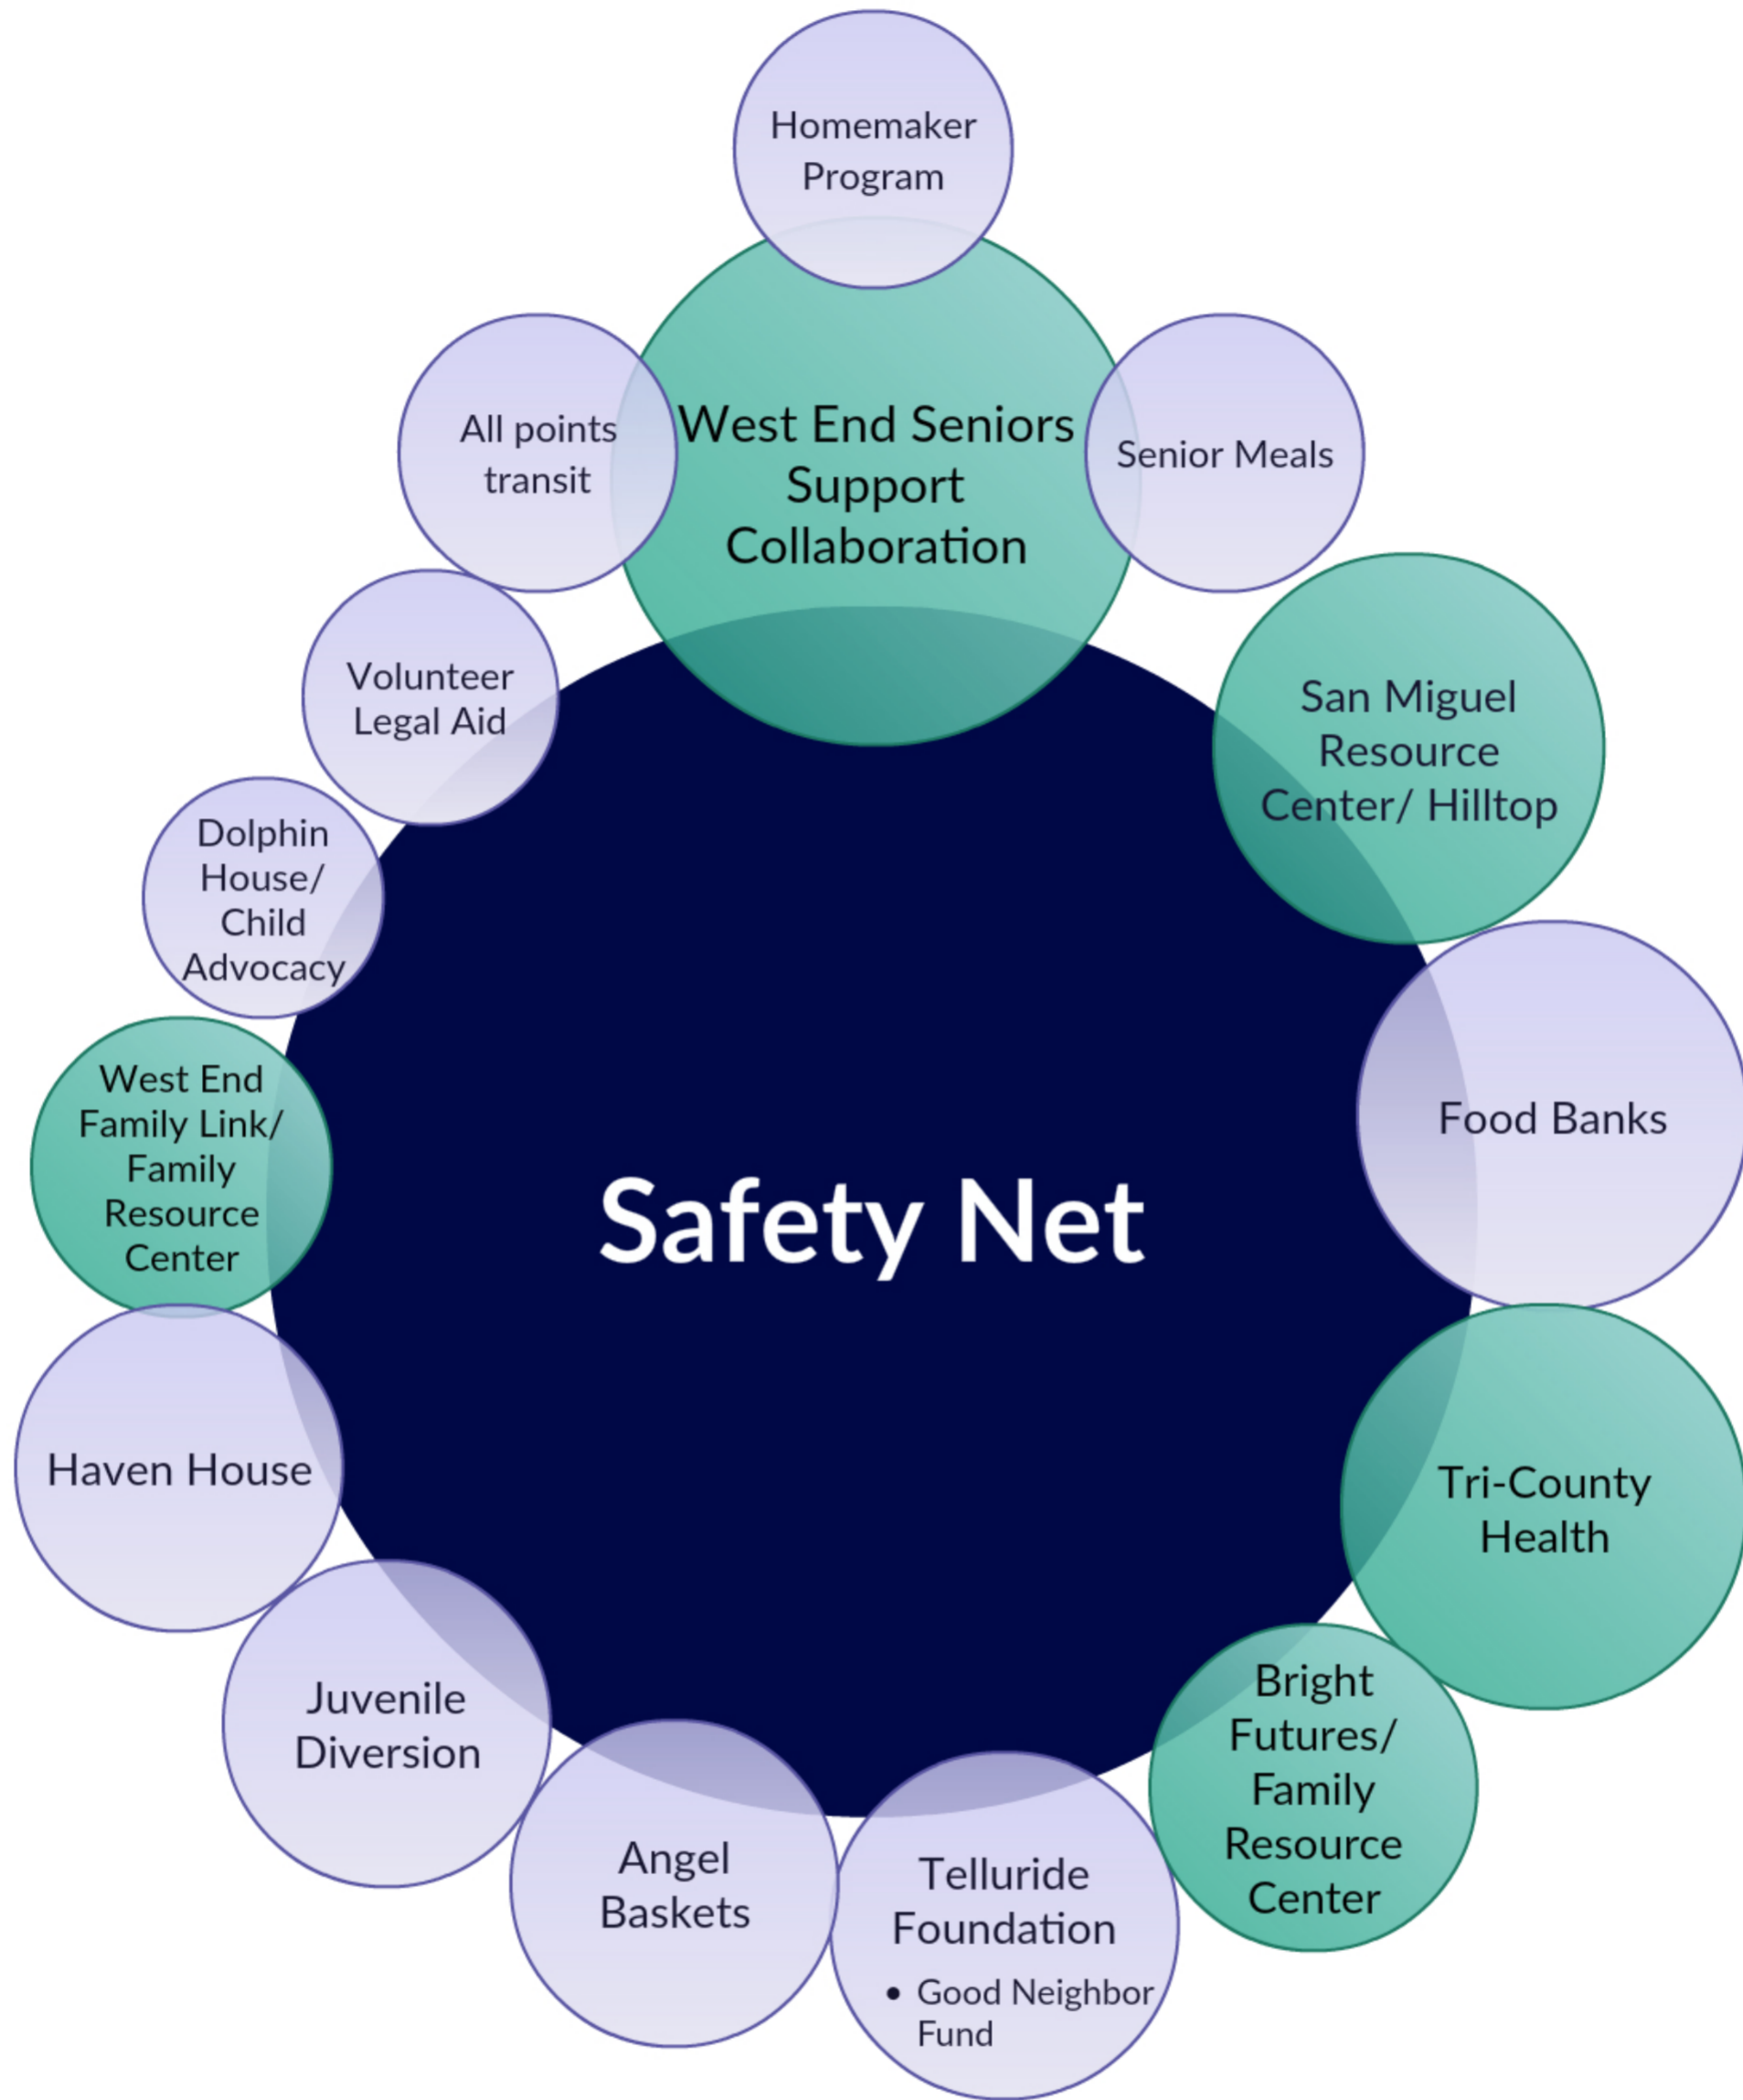 Homemaker
Program
All points
transit
West End Seniors
Support
Collaboration
Senior Meals
Volunteer
Legal Aid
San Miguel
Resource
Center/ Hilltop
Dolphin
House/
Child
Advocacy
Food Banks
West End
Family Link/
Family
Resource
Center
Safety Net
Haven House
Tri-County
Health
Juvenile
Diversion
Bright
Futures/
Family
Resource
Center
Angel
Baskets
Telluride
Foundation
• Good Neighbor
Fund